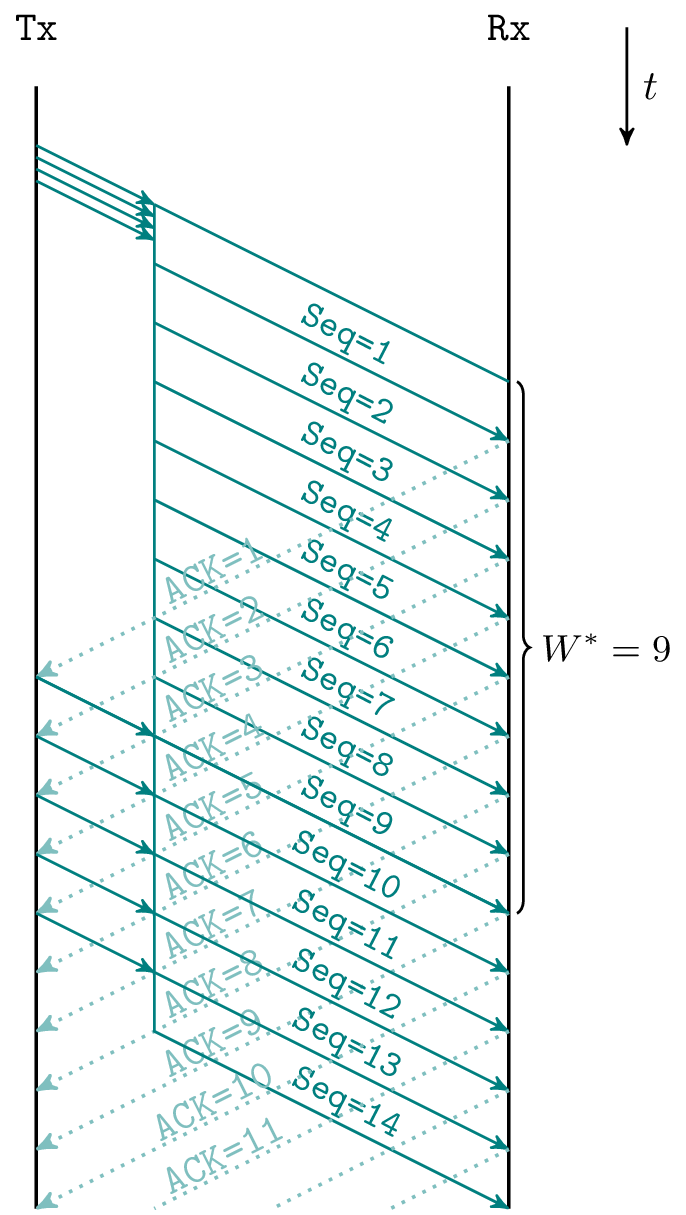 Tx
Rx
t
Seq=1
Seq=2
Seq=3
Seq=4
ACK=1
Seq=5
ACK=2
Seq=6
W* = 9
ACK=3
Seq=7
ACK=4
Seq=8
ACK=5
Seq=9
ACK=6
Seq=10
ACK=7
Seq=11
ACK=8
Seq=12
ACK=9
Seq=13
ACK=10
Seq=14
ACK=11